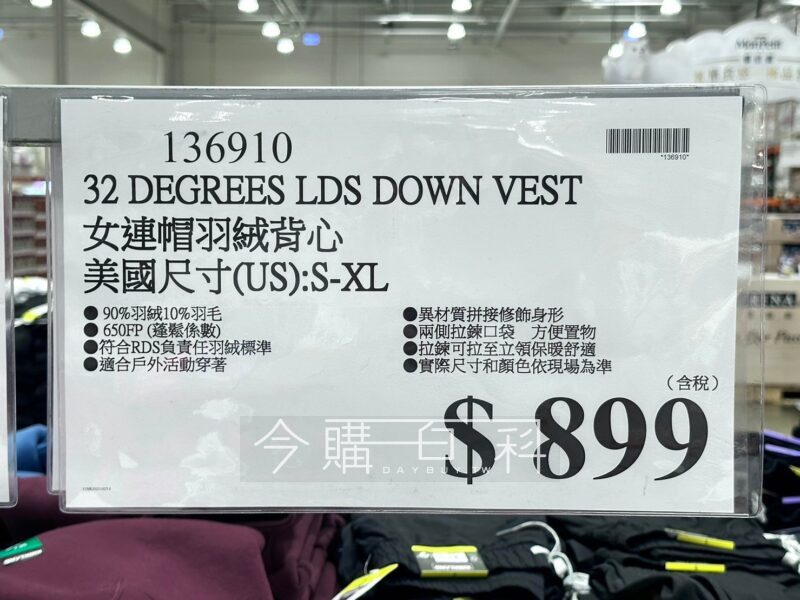 136910
*136910*
32 DEGREES LDS DOWN VEST
女連帽羽絨背心
美國尺寸(US):S-XL
● 90%羽絨10%羽毛
● 650FP (蓬鬆係數)
●符合RDS負責任羽絨標準
●適合戶外活動穿著
●異材質拼接修飾身形
●兩側拉鍊口袋 方便置物
●拉鍊可拉至立領保暖舒適
●實際尺寸和顏色依現場為準
(含稅)
$ 899
今購百科